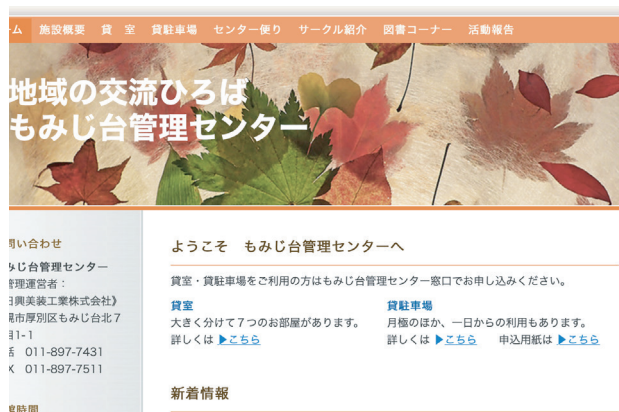 ーム 施設概要 貸 室 貸駐車場 センター便り サークル紹介 図書コーナー 活動報告
地域の交流ひろば
もみじ台管理センター
問い合わせ
みじ台管理センター
管理運営者：
日興美装工業株式会社》
幌市厚別区もみじ台北７
目1-1
話 011-897-7431
X 011-897-7511
館時間
ようこそ もみじ台管理センターへ
貸室・貸駐車場をご利用の方はもみじ台管理センター窓口でお申し込みください。
貸室
大きく分けて７つのお部屋があります。
詳しくは ▶こちら
貸駐車場
月極のほか、一日からの利用もあります。
詳しくは ▶こちら 申込用紙は ▶こちら
新着情報